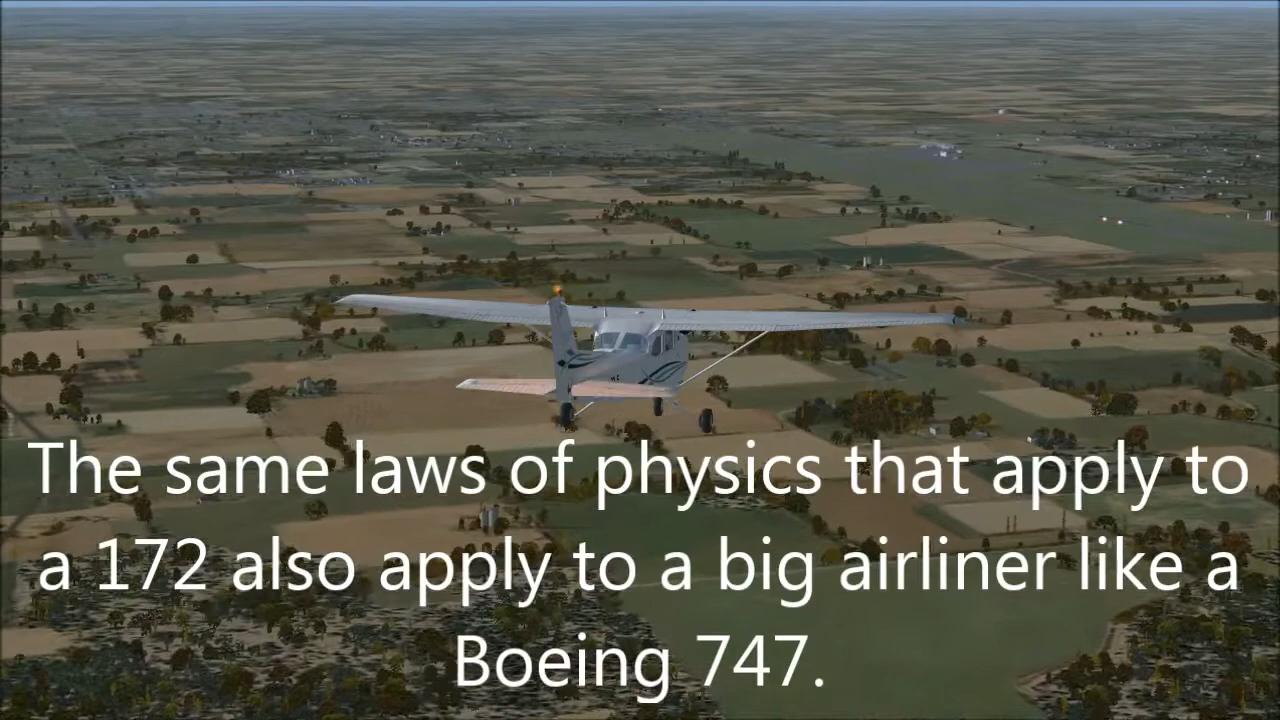 The same laws of physics that apply to
a 172 also apply to a big airliner like a
Boeing 747.